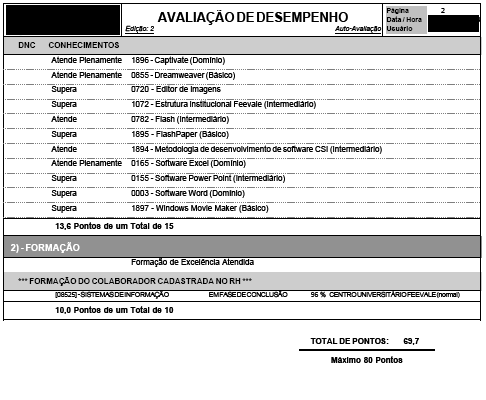 AVALIAÇÃO DE DESEMPENHO
Edição: 2
Auto-Avaliação
Página 2
Data / Hora
Usuário
DNC CONHECIMENTOS
Atende Plenamente 1896 - Captivate (Domínio)
Atende Plenamente 0855 - Dreamweaver (Básico)
Supera 0720 - Editor de Imagens
Supera 1072 - Estrutura Institucional Feevale (Intermediário)
Atende 0782 - Flash (Intermediário)
Supera 1895 - FlashPaper (Básico)
Atende 1894 - Metodologia de desenvolvimento de software CSI (Intermediário)
Atende Plenamente 0165 - Software Excel (Domínio)
Supera 0155 - Software Power Point (Intermediário)
Supera 0003 - Software Word (Domínio)
Supera 1897 - Windows Movie Maker (Básico)
13,6 Pontos de um Total de 15
2) - FORMAÇÃO
Formação de Excelência Atendida
*** FORMAÇÃO DO COLABORADOR CADASTRADA NO RH ***
[08525] - SISTEMAS DE INFORMAÇÃO EM FASE DE CONCLUSÃO 96 % CENTRO UNIVERSITÁRIO FEEVALE (normal)
10,0 Pontos de um Total de 10
TOTAL DE PONTOS: 69,7
Máximo 80 Pontos